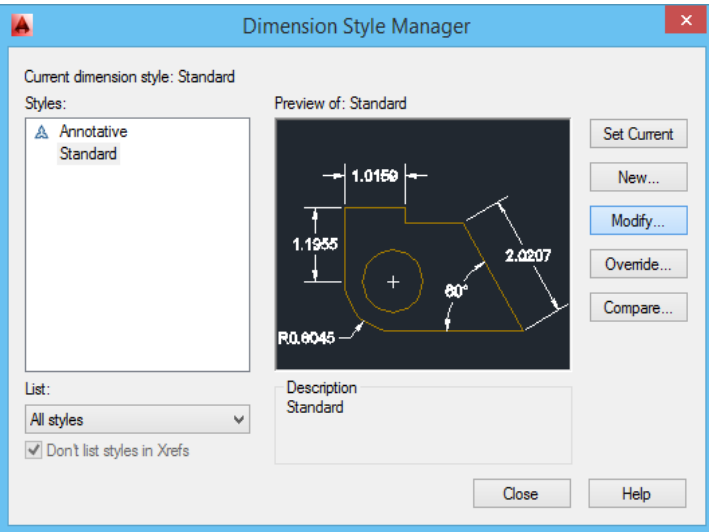 Dimension Style Manager
Current dimension style: Standard
Styles:
Annotative
Standard
Preview of: Standard
1.0159
1.1955
2.0207
60°
R0.6045
Set Current
New...
Modify...
Override...
Compare...
List:
All styles
Don't list styles in Xrefs
Description
Standard
Close
Help